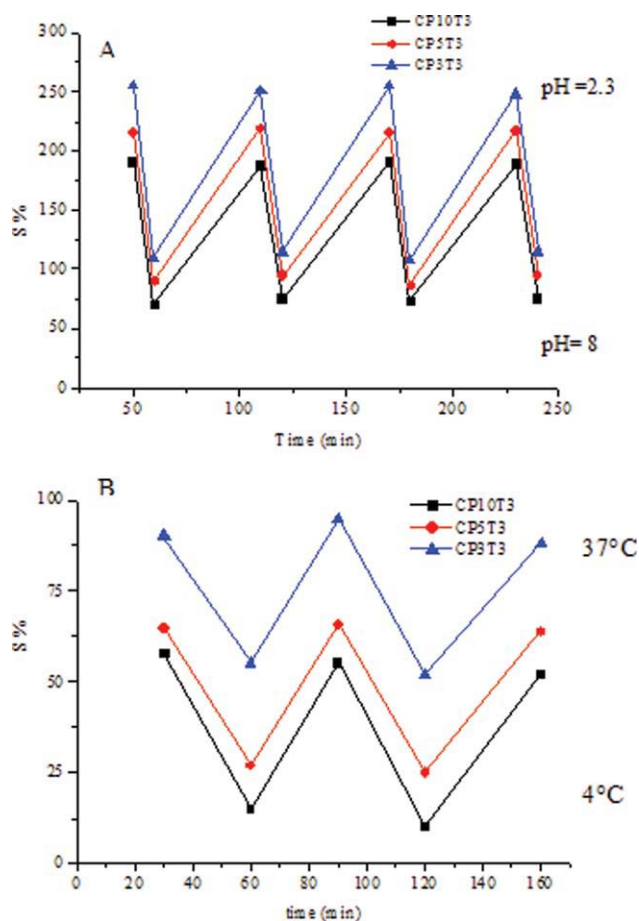 A
CP10T3
CP5T3
CP3T3
pH =2.3
300
250
200
150
100
50
0
S%
pH= 8
50 100 150 200 250
Time (min)
B
CP10T3
CP5T3
CP3T3
37°C
100
75
50
25
0
S%
4°C
0 20 40 60 80 100 120 140 160
time (min)